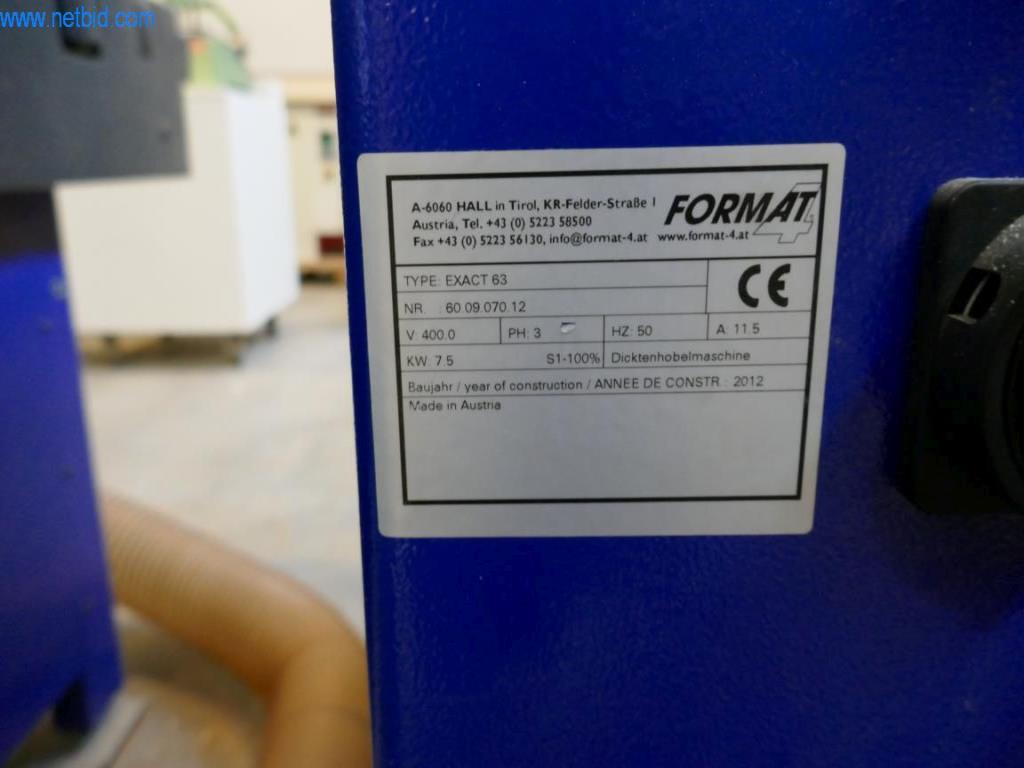 www.netbid.com
A-6060 HALL in Tirol, KR-Felder-Straße 1
Austria, Tel. +43 (0) 5223 58500
Fax +43 (0) 5223 56130, info@format-4.at
FORMAT 4
www.format-4.at
TYPE: EXACT 63
CE
NR. : 60.09.070.12
V: 400.0 PH: 3 HZ: 50 A: 11.5
KW: 7.5 S1-100% Dicktenhobelmaschine
Baujahr / year of construction / ANNEE DE CONSTR.: 2012
Made in Austria